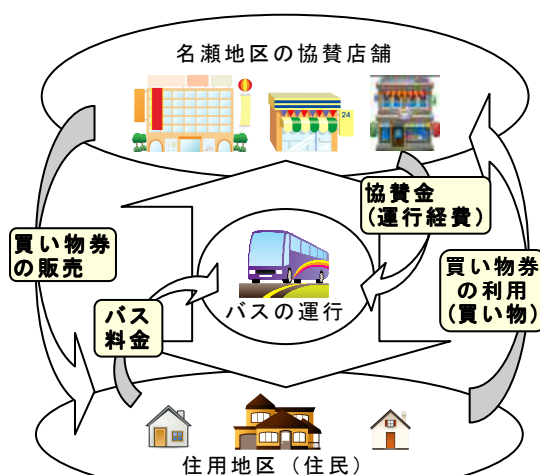 名瀬地区の協賛店舗
24
協賛金
(運行経費)
買い物券
の販売
買い物券
の利用
(買い物)
バスの運行
バス
料金
住用地区(住民)